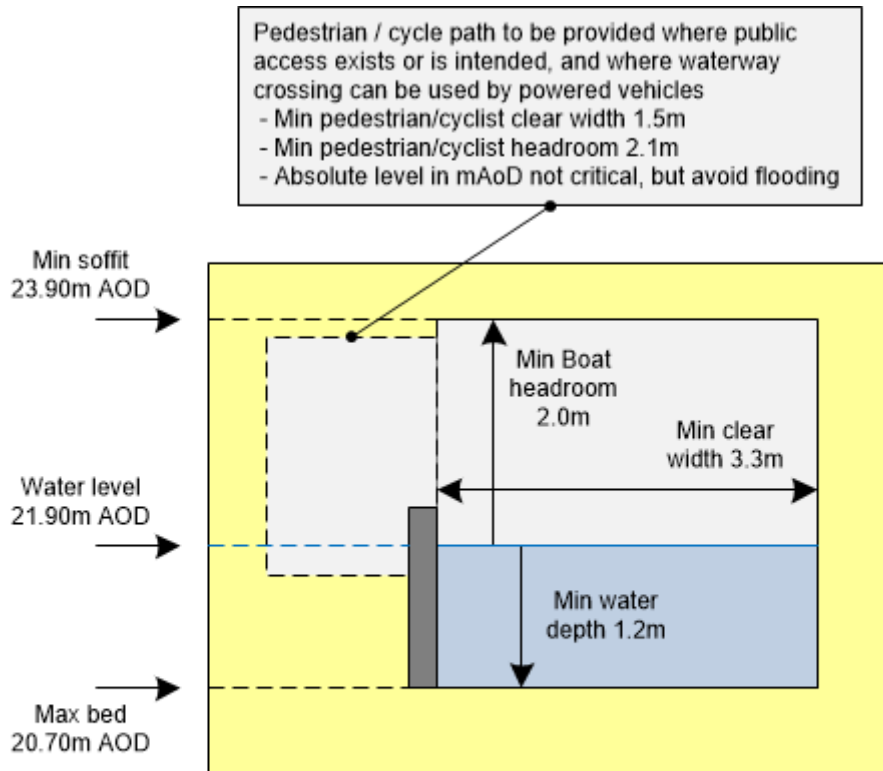 Pedestrian / cycle path to be provided where public
access exists or is intended, and where waterway
crossing can be used by powered vehicles
- Min pedestrian/cyclist clear width 1.5m
- Min pedestrian/cyclist headroom 2.1m
- Absolute level in mAoD not critical, but avoid flooding
Min soffit
23.90m AOD
Min Boat
headroom
2.0m
Min clear
width 3.3m
Water level
21.90m AOD
Min water
depth 1.2m
Max bed
20.70m AOD